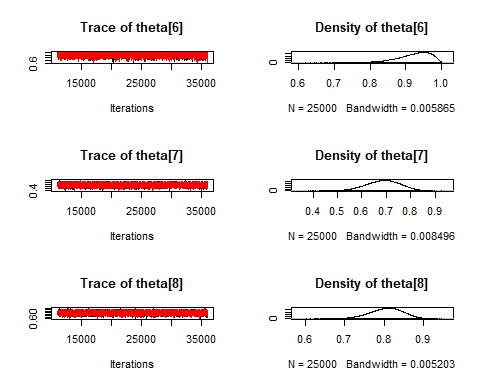 Trace of theta[6]
0.6
15000 25000 35000
Iterations
Density of theta[6]
0
0.6 0.7 0.8 0.9 1.0
N = 25000 Bandwidth = 0.005865
Trace of theta[7]
0.4
15000 25000 35000
Iterations
Density of theta[7]
0
0.4 0.5 0.6 0.7 0.8 0.9
N = 25000 Bandwidth = 0.008496
Trace of theta[8]
0.60
15000 25000 35000
Iterations
Density of theta[8]
0
0.6 0.7 0.8 0.9
N = 25000 Bandwidth = 0.005203